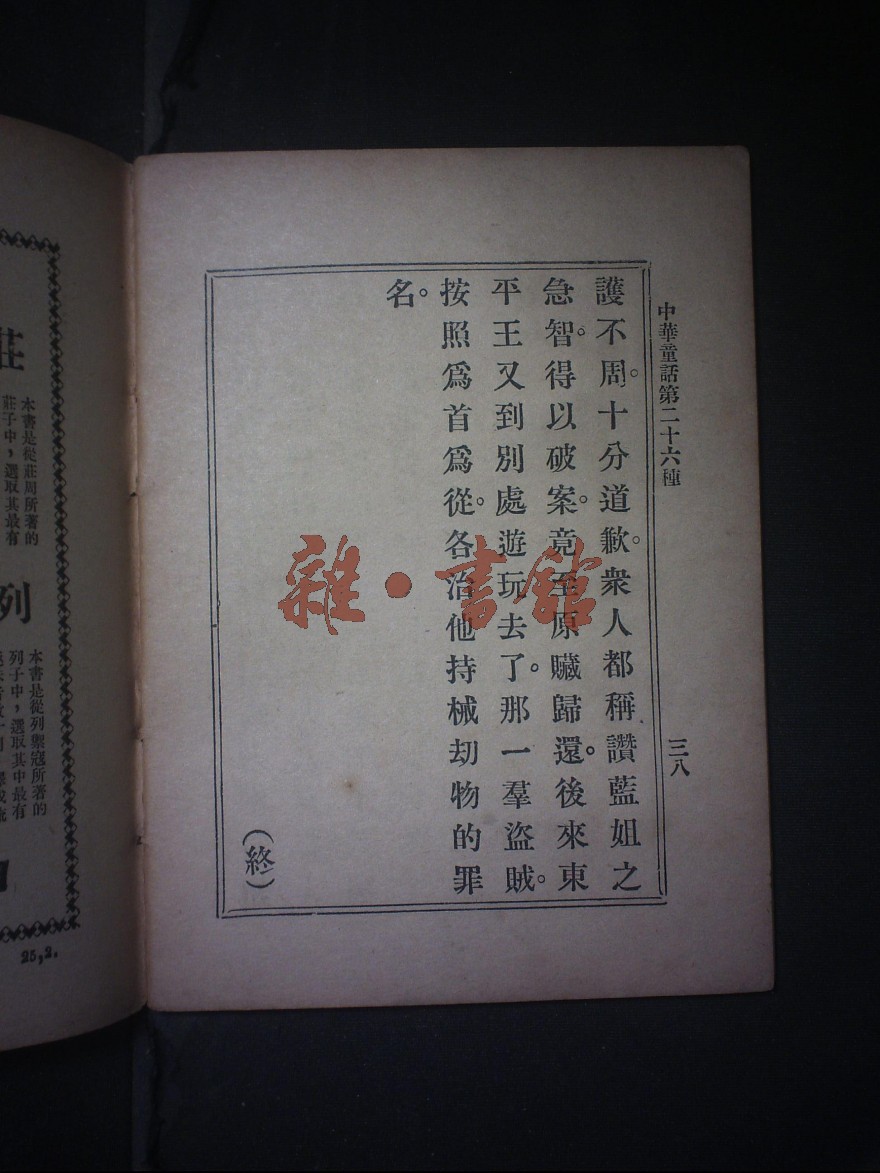 中華童話第二十六種
三八
護不周。十分道歉。衆人都稱讚藍姐之
急智。得以破案。竟至原贓歸還。後來東
平王又到別處遊玩去了。那一羣盜賊。
按照爲首爲從。各治他持械刦物的罪
名。
(終)
雜·書館
莊
本書是從莊周所著的
莊子中，選取其最有
列
本書是從列禦寇所著的
列子中，選取其中最有
25,2.